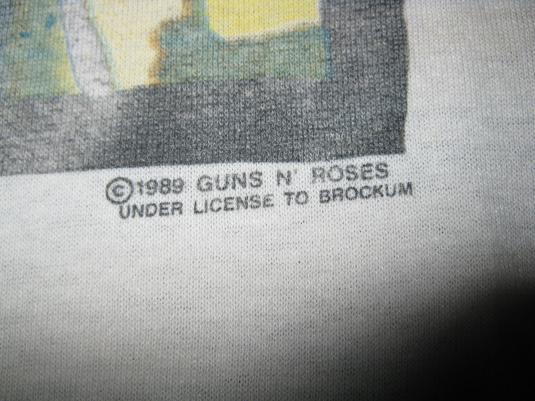 ©1989 GUNS N' ROSES
UNDER LICENSE TO BROCKUM